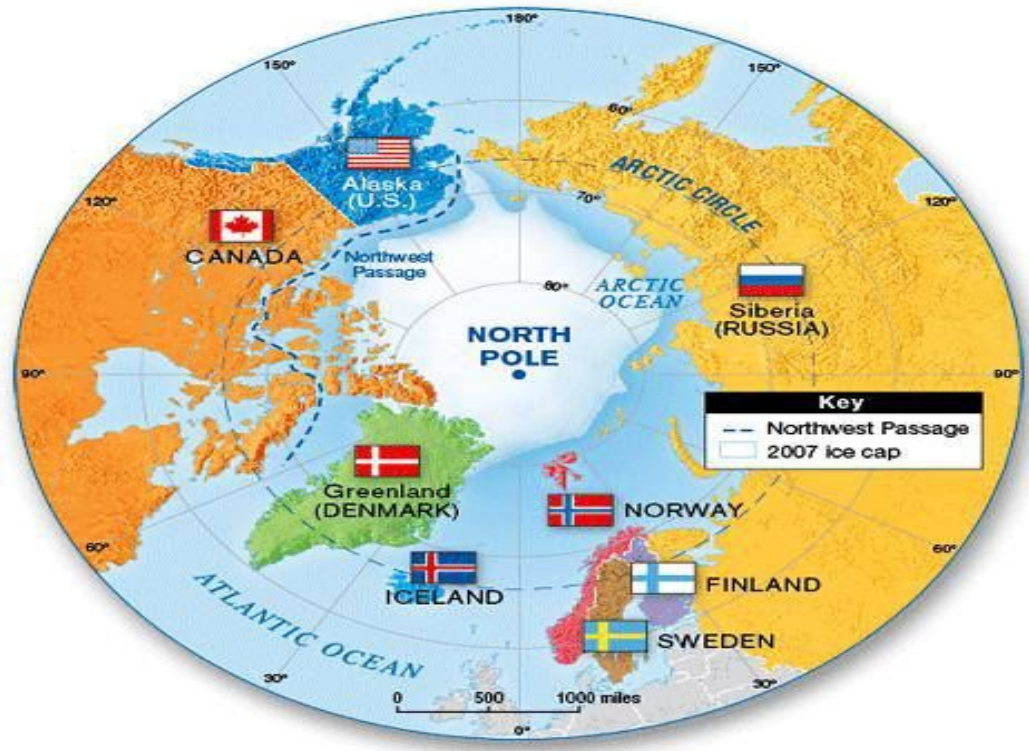 180°
150°
150°
60°
Alaska
(U.S.)
ARCTIC CIRCLE
70°
120°
120°
CANADA
Northwest
Passage
80°
ARCTIC
OCEAN
Siberia
(RUSSIA)
NORTH
POLE
90°
90°
Key
Northwest Passage
2007 ice cap
Greenland
(DENMARK)
NORWAY
60°
60°
ICELAND
FINLAND
ATLANTIC OCEAN
SWEDEN
30°
30°
0 500 1000 miles
0°